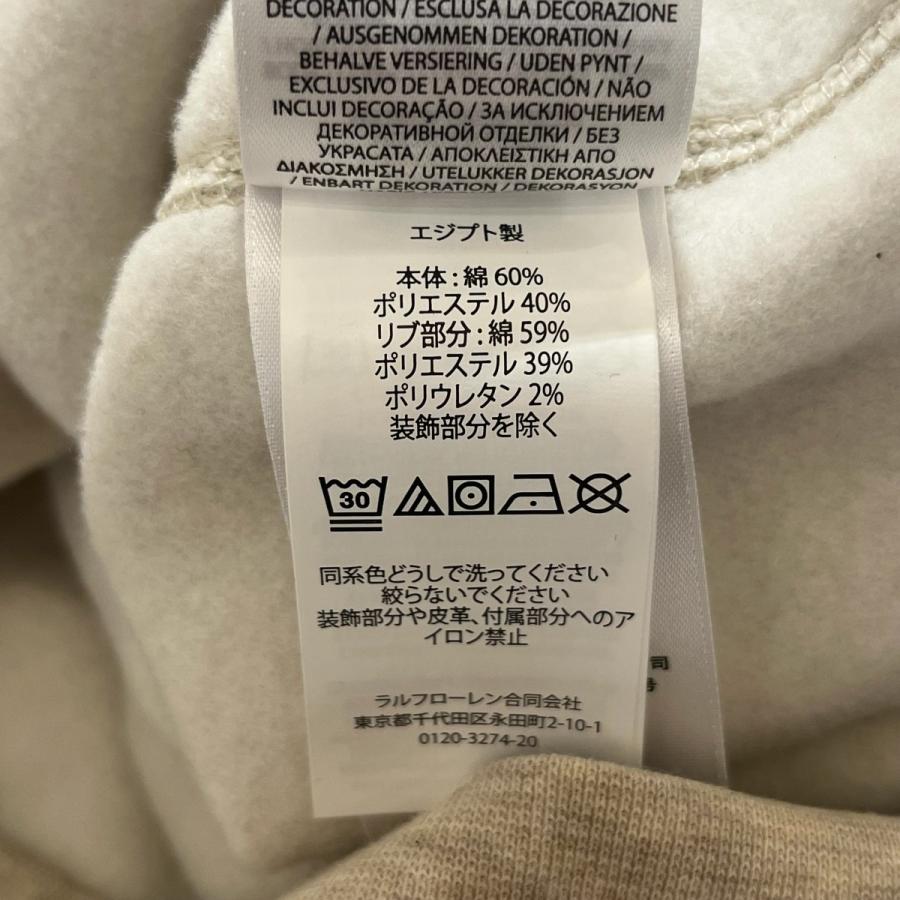 DECORATION / ESCLUSA LA DECORAZIONE
/ AUSGENOMMEN DEKORATION /
BEHALVE VERSIERING / UDEN PYNT /
EXCLUSIVO DE LA DECORACIÓN / NÃO
INCLUI DECORAÇÃO / ЗА ИСКЛЮЧЕНИЕМ
ДЕКОРАТИВНОЙ ОТДЕЛКИ / БЕЗ
УКРАСАТА / ΑΠΟΚΛΕΙΣΤΙΚΗ ΑΠΟ
ΔΙΑΚΟΣΜΗΣΗ / UTELUKKER DEKORASJON
/ ENBART DEKORATION / DEKORASYON
エジプト製
本体 : 綿 60%
ポリエステル 40%
リブ部分 : 綿 59%
ポリエステル 39%
ポリウレタン 2%
装飾部分を除く
30
同系色どうしで洗ってください
絞らないでください
装飾部分や皮革、付属部分へのア
イロン禁止
ラルフローレン合同会社
東京都千代田区永田町2-10-1
0120-3274-20
司
号